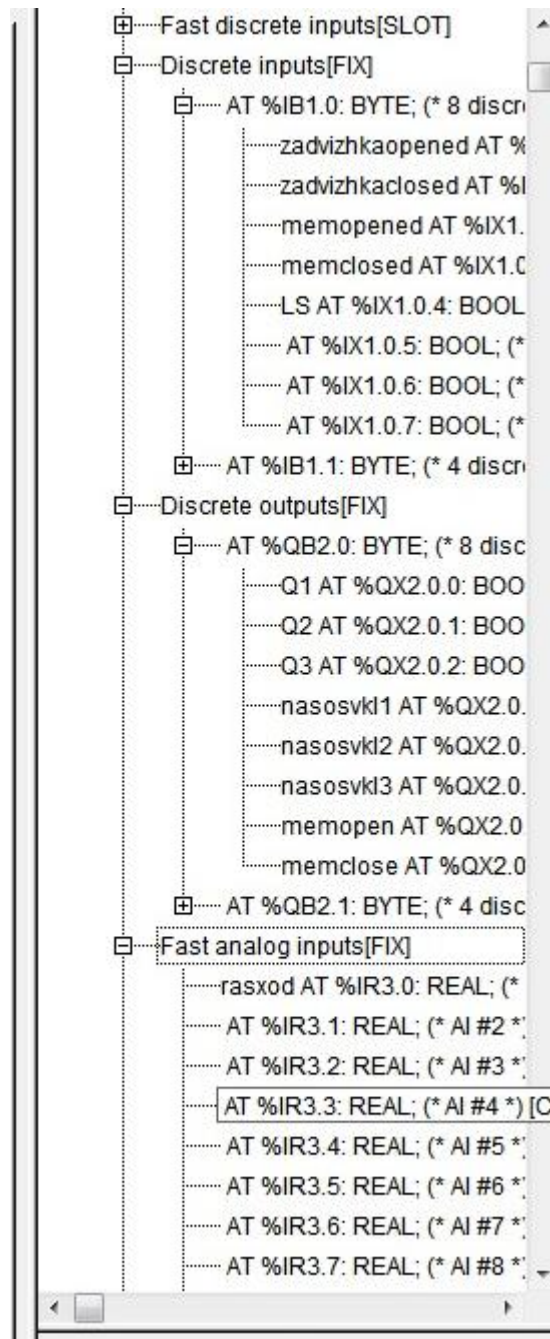 Fast discrete inputs[SLOT]
Discrete inputs[FIX]
AT %IB1.0: BYTE; (* 8 discr
zadvizhkaopened AT %
zadvizhkaclosed AT %I
memopened AT %IX1.
memclosed AT %IX1.0
LS AT %IX1.0.4: BOOL
AT %IX1.0.5: BOOL; (*
AT %IX1.0.6: BOOL; (*
AT %IX1.0.7: BOOL; (*
AT %IB1.1: BYTE; (* 4 discr
Discrete outputs[FIX]
AT %QB2.0: BYTE; (* 8 disc
Q1 AT %QX2.0.0: BOO
Q2 AT %QX2.0.1: BOO
Q3 AT %QX2.0.2: BOO
nasosvkl1 AT %QX2.0.
nasosvkl2 AT %QX2.0.
nasosvkl3 AT %QX2.0.
memopen AT %QX2.0
memclose AT %QX2.0
AT %QB2.1: BYTE; (* 4 disc
Fast analog inputs[FIX]
rasxod AT %IR3.0: REAL; (*
AT %IR3.1: REAL; (* AI #2 *)
AT %IR3.2: REAL; (* AI #3 *)
AT %IR3.3: REAL; (* AI #4 *) [C
AT %IR3.4: REAL; (* AI #5 *)
AT %IR3.5: REAL; (* AI #6 *)
AT %IR3.6: REAL; (* AI #7 *)
AT %IR3.7: REAL; (* AI #8 *)